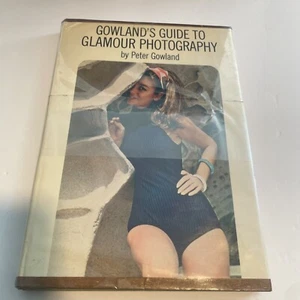 GOWLAND'S GUIDE TO
GLAMOUR PHOTOGRAPHY
by Peter Gowland